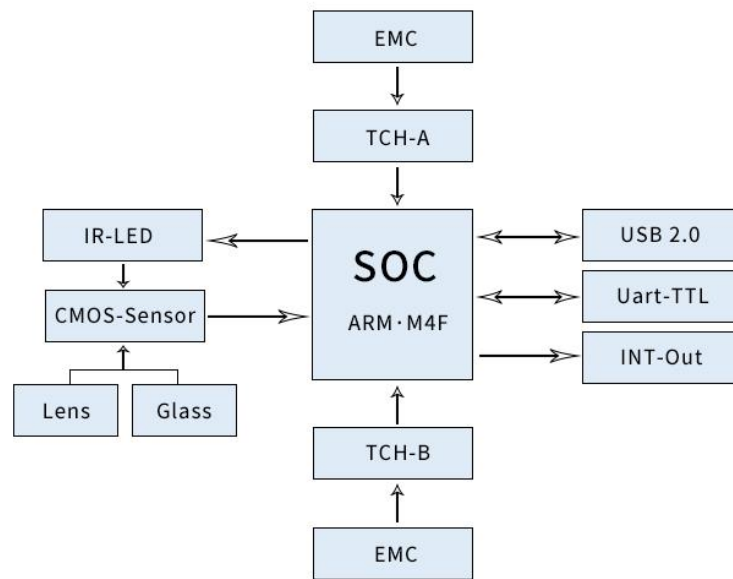 EMC
TCH-A
IR-LED
SOC
USB 2.0
CMOS-Sensor
ARM·M4F
Uart-TTL
INT-Out
Lens
Glass
TCH-B
EMC